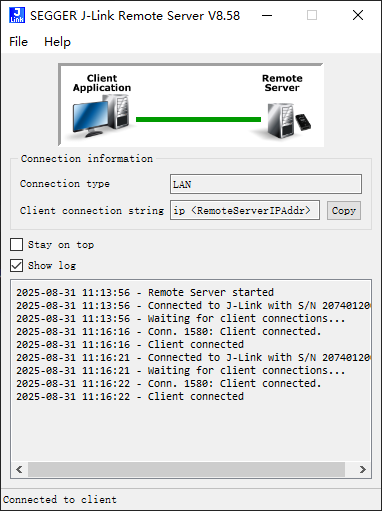 J
Link
SEGGER J-Link Remote Server V8.58
File Help
Client
Application
Remote
Server
Connection information
Connection type LAN
Client connection string ip <RemoteServerIPAddr> Copy
Stay on top
Show log
2025-08-31 11:13:56 - Remote Server started
2025-08-31 11:13:56 - Connected to J-Link with S/N 20740120
2025-08-31 11:13:56 - Waiting for client connections...
2025-08-31 11:16:16 - Conn. 1580: Client connected.
2025-08-31 11:16:16 - Client connected
2025-08-31 11:16:21 - Connected to J-Link with S/N 20740120
2025-08-31 11:16:21 - Waiting for client connections...
2025-08-31 11:16:22 - Conn. 1580: Client connected.
2025-08-31 11:16:22 - Client connected
Connected to client